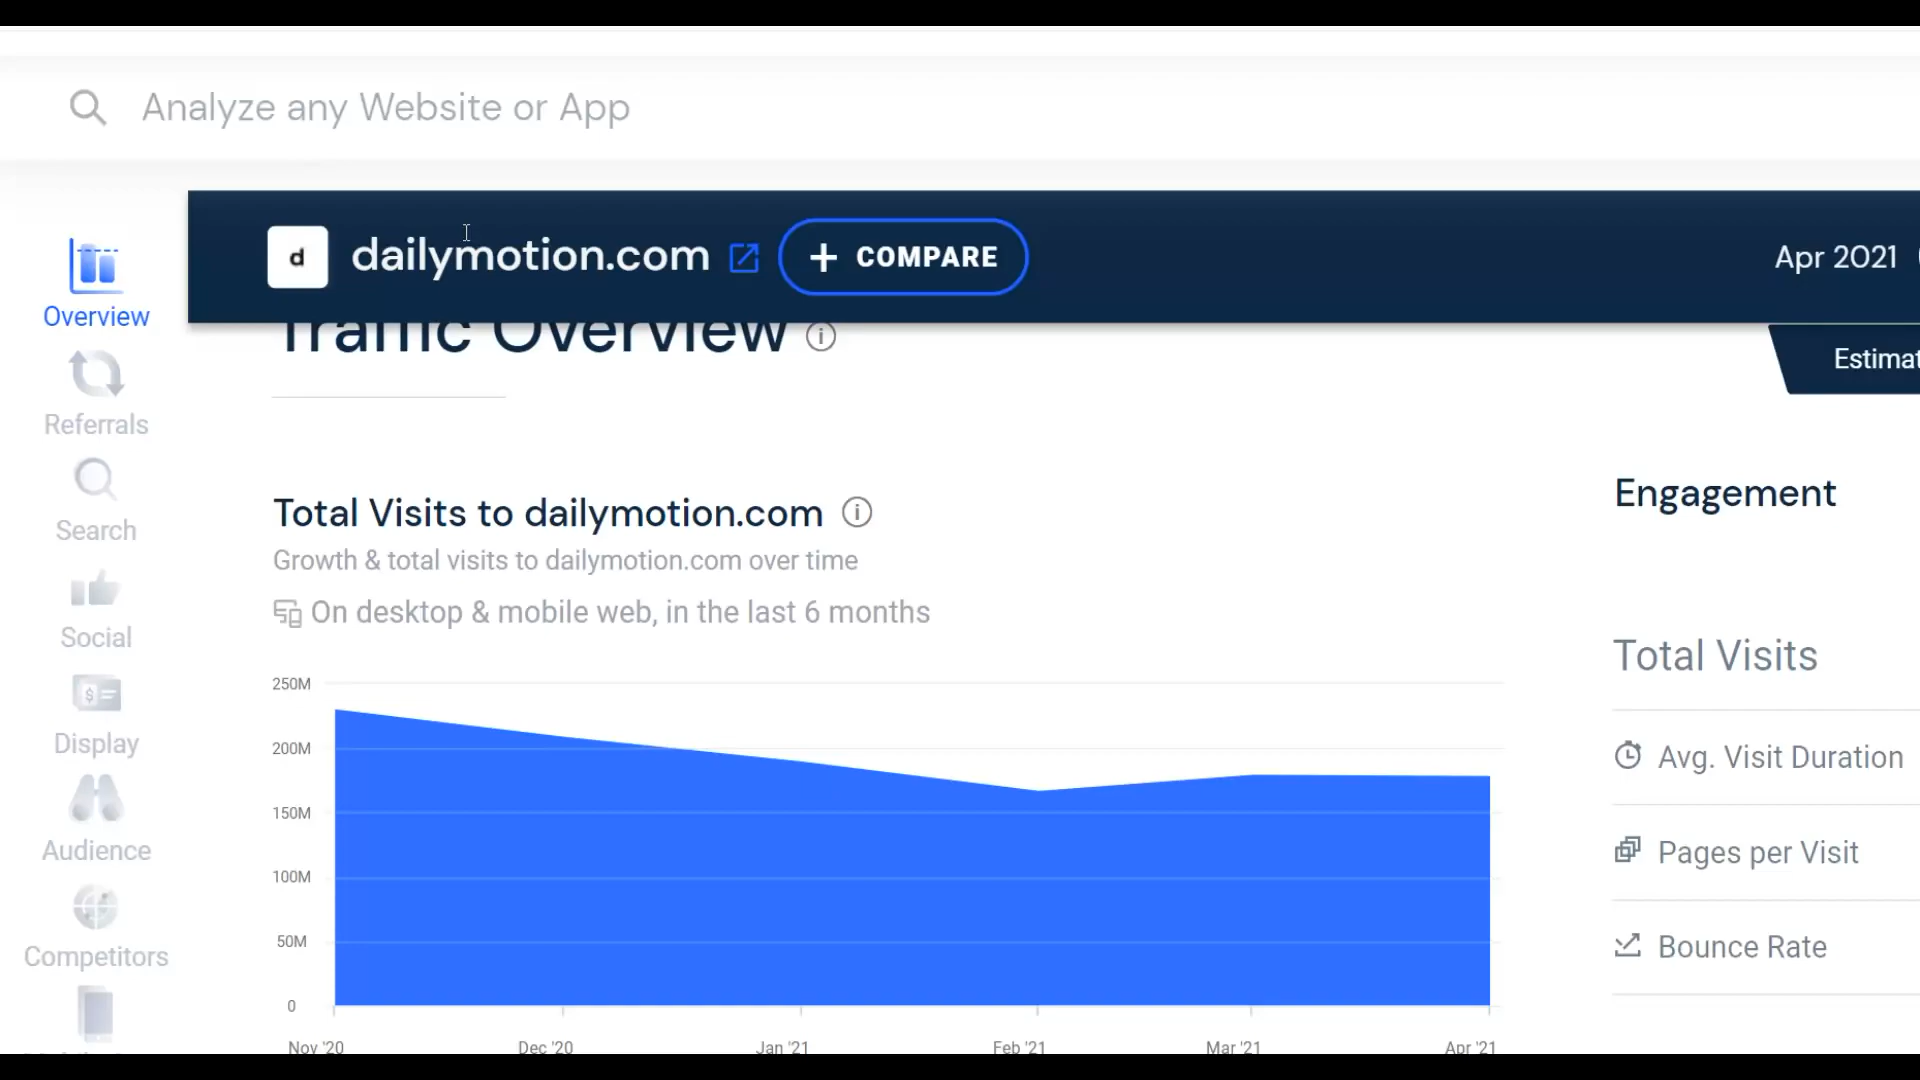 Analyze any Website or App
d dailymotion.com + COMPARE Apr 2021
Traffic Overview
Estimat
Total Visits to dailymotion.com
Growth & total visits to dailymotion.com over time
On desktop & mobile web, in the last 6 months
250M
200M
150M
100M
50M
0
Nov '20 Dec '20 Jan '21 Feb '21 Mar '21 Apr '21
Engagement
Total Visits
Avg. Visit Duration
Pages per Visit
Bounce Rate
Overview
Referrals
Search
Social
Display
Audience
Competitors